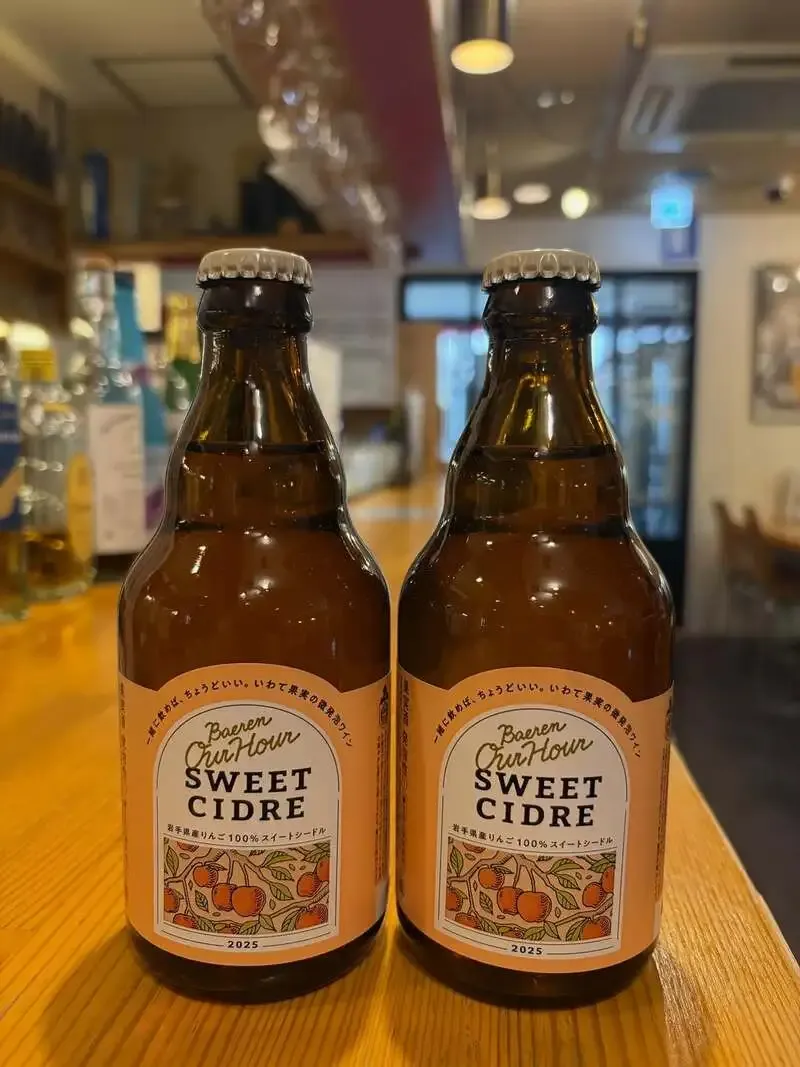 一緒に飲めば、ちょうどいい。いわて果実の微発泡ワイン
Baeren
Our Hour
SWEET
CIDRE
岩手県産りんご100%スイートシードル
2025
一緒に飲めば、ちょうどいい。いわて果実の微発泡ワイン
Baeren
Our Hour
SWEET
CIDRE
岩手県産りんご100%スイートシードル
2025